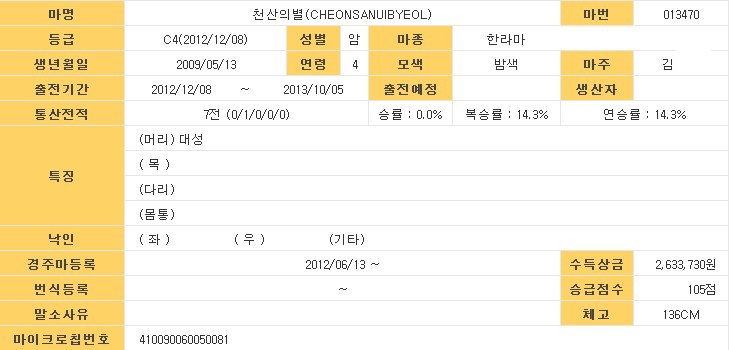 마명 천산의별(CHEONSANUIBYEOL) 마번 013470
등급 C4(2012/12/08) 성별 암 마종 한라마
생년월일 2009/05/13 연령 4 모색 밤색 마주 김
출전기간 2012/12/08 ~ 2013/10/05 출전예정 생산자
통산전적 7전 (0/1/0/0/0) 승률 : 0.0% 복승률 : 14.3% 연승률 : 14.3%
특징 (머리) 대성
( 목 )
(다리)
(몸통)
낙인 ( 좌 ) ( 우 ) (기타)
경주마등록 2012/06/13 ~ 수득상금 2,633,730원
번식등록 ~ 승급점수 105점
말소사유 체고 136CM
마이크로칩번호 410090060050081